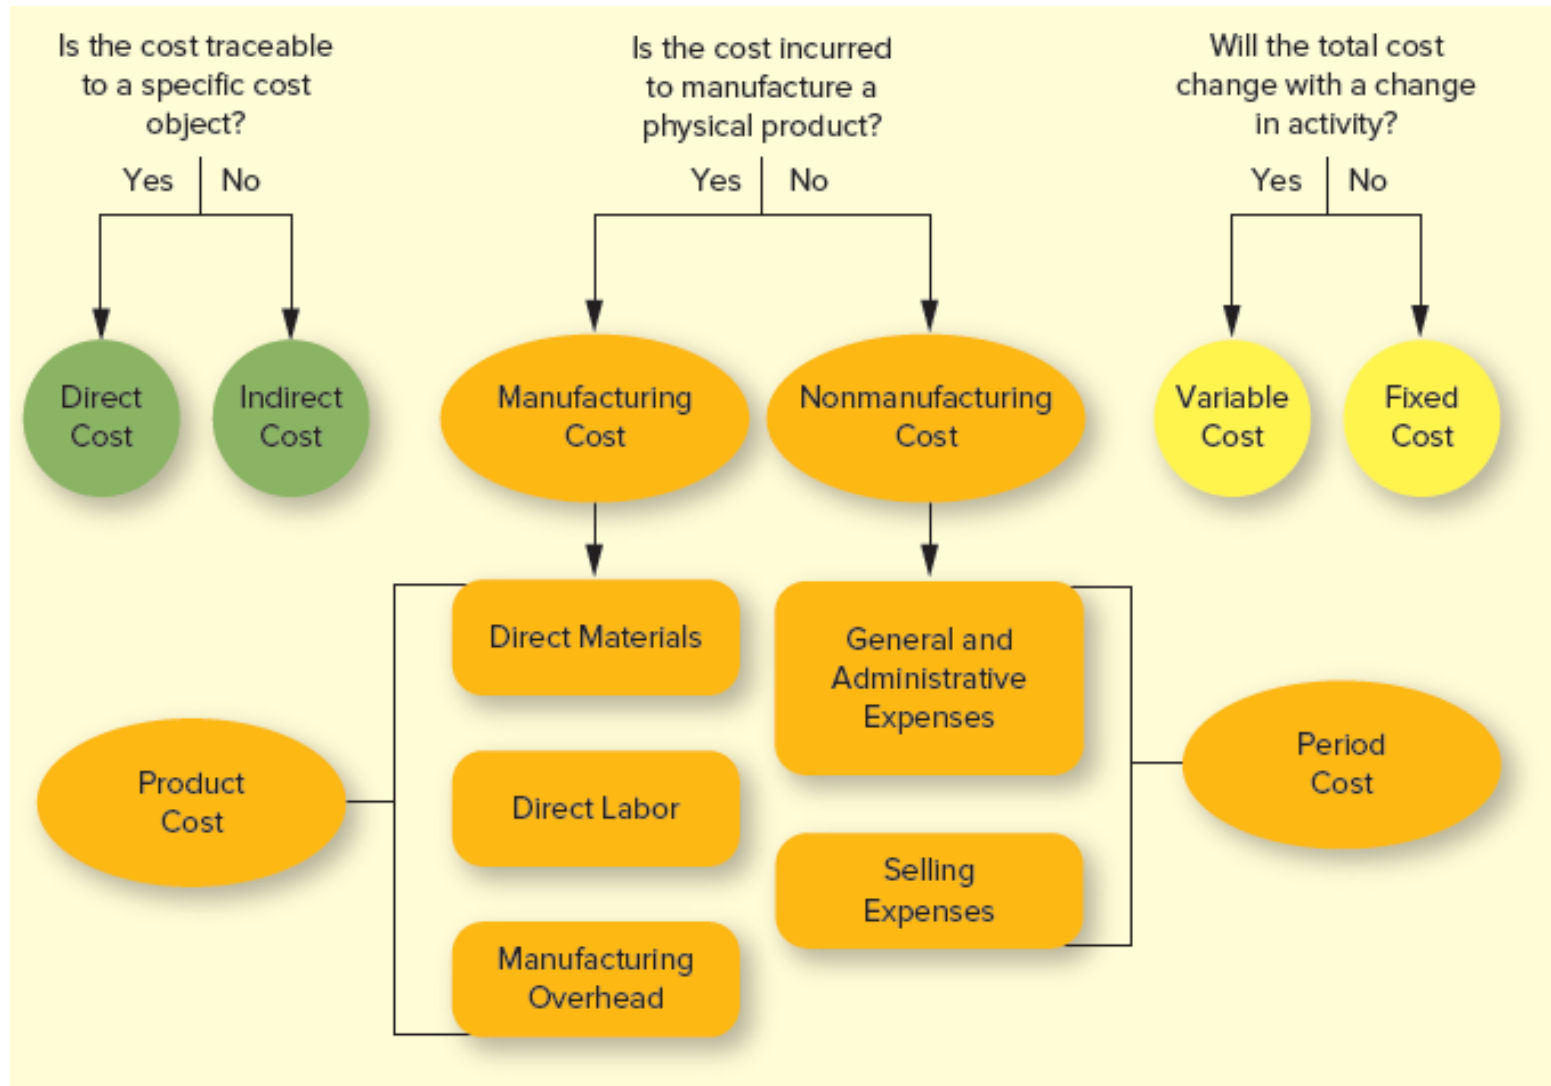 Is the cost traceable
to a specific cost
object?
Yes
No
Direct
Cost
Indirect
Cost
Is the cost incurred
to manufacture a
physical product?
Yes
No
Manufacturing
Cost
Nonmanufacturing
Cost
Will the total cost
change with a change
in activity?
Yes
No
Variable
Cost
Fixed
Cost
Product
Cost
Direct Materials
Direct Labor
Manufacturing
Overhead
General and
Administrative
Expenses
Selling
Expenses
Period
Cost